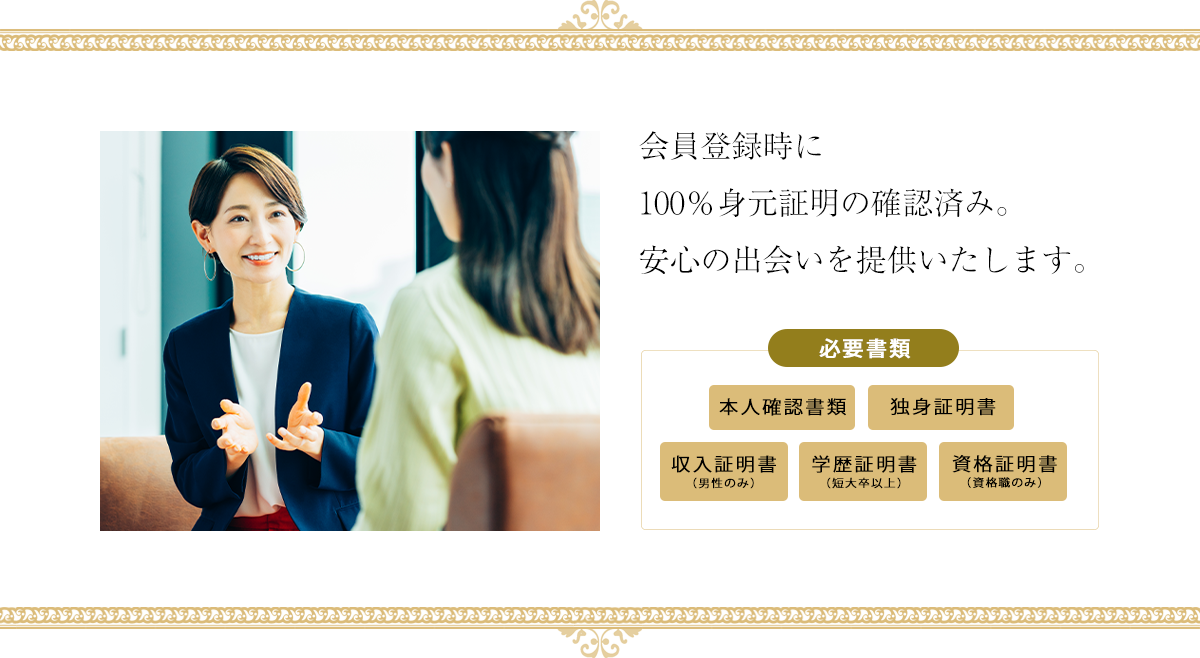 会員登録時に
100%身元証明の確認済み。
安心の出会いを提供いたします。
必要書類
本人確認書類
独身証明書
収入証明書
（男性のみ）
学歴証明書
（短大卒以上）
資格証明書
（資格職のみ）